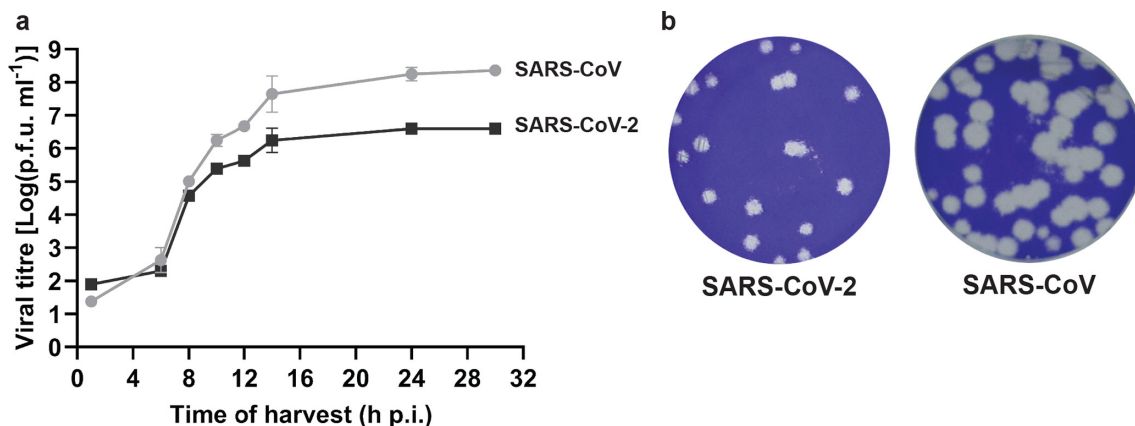 a
Viral titre [Log(p.f.u. ml⁻¹)]
9
8
7
6
5
4
3
2
1
0
0 4 8 12 16 20 24 28 32
Time of harvest (h p.i.)
SARS-CoV
SARS-CoV-2
b
SARS-CoV-2
SARS-CoV